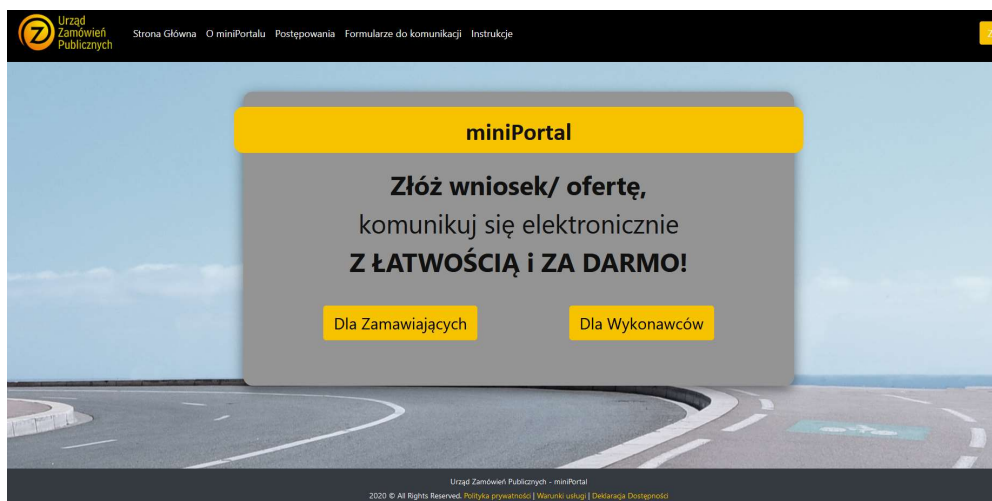 Urząd
Zamówień
Publicznych
Strona Główna O miniPortalu Postępowania Formularze do komunikacji Instrukcje
miniPortal
Złóż wniosek/ ofertę,
komunikuj się elektronicznie
Z ŁATWOŚCIĄ i ZA DARMO!
Dla Zamawiających Dla Wykonawców
Urząd Zamówień Publicznych - miniPortal
2020 © All Rights Reserved. Polityka prywatności | Warunki usługi | Deklaracja Dostępności